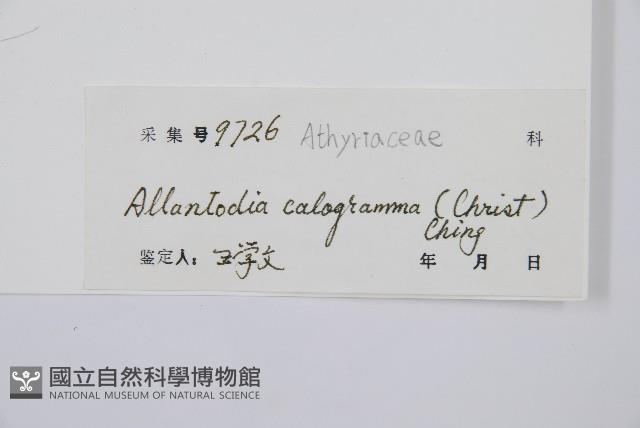 采集号 9726 Athyriaceae 科
Allantodia calogramma (Christ)
Ching
鉴定人: 王学文 年 月 日
國立自然科學博物館
NATIONAL MUSEUM OF NATURAL SCIENCE